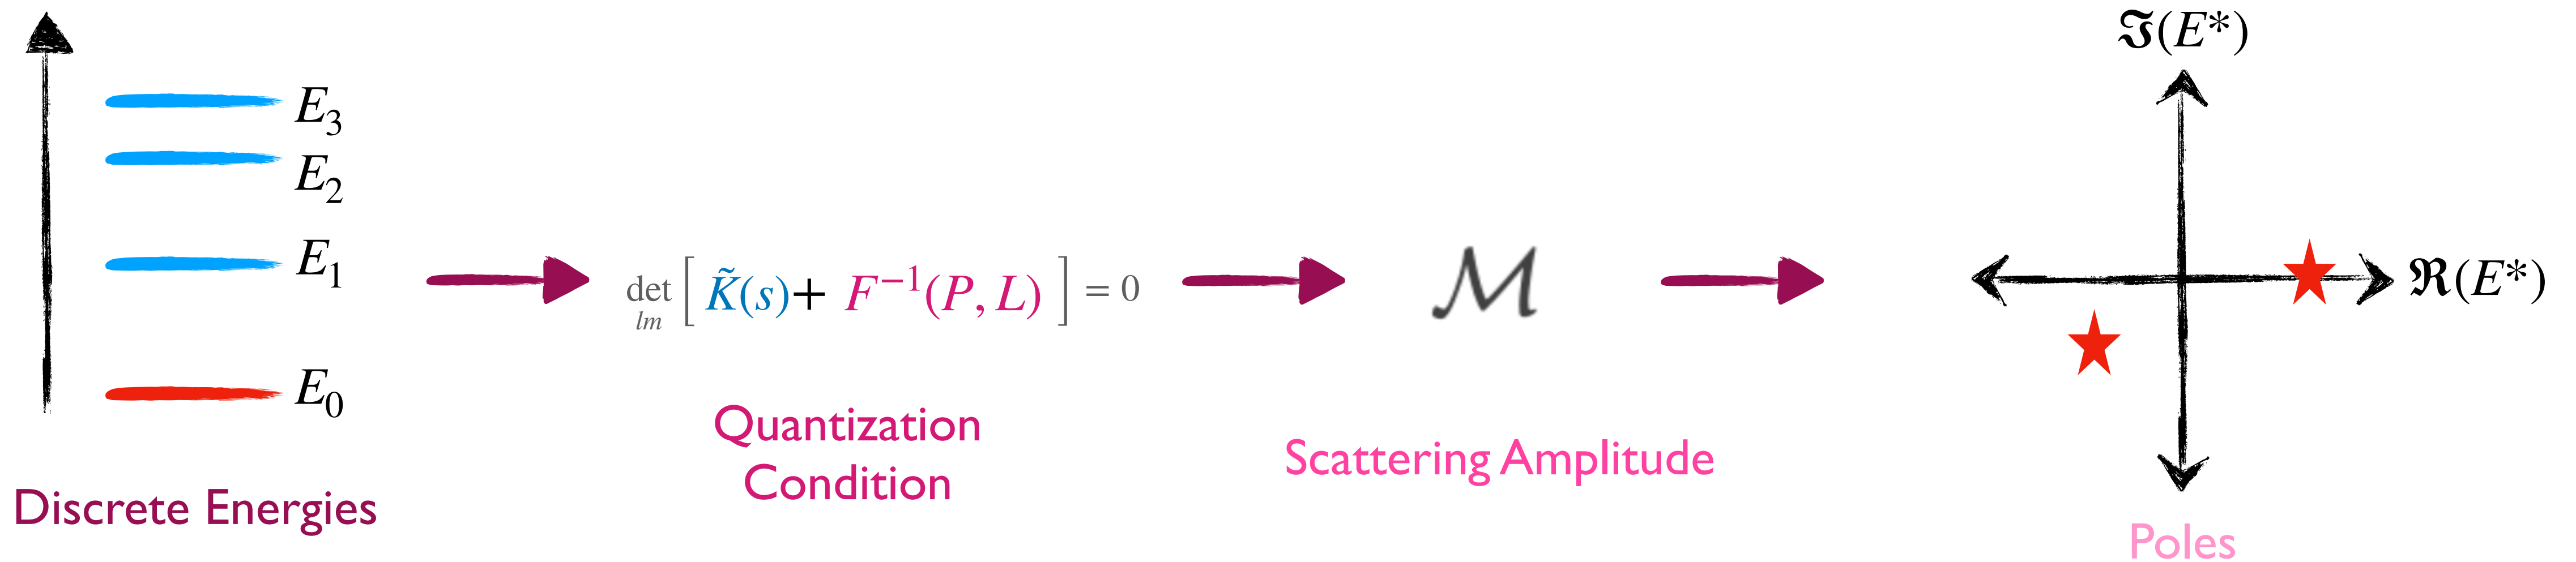 E₃
E₂
E₁
E₀
Discrete Energies
det [ K̃(s)+ F⁻¹(P, L) ] = 0
lm
Quantization
Condition
ℳ
Scattering Amplitude
ℑ(E*)
ℜ(E*)
Poles